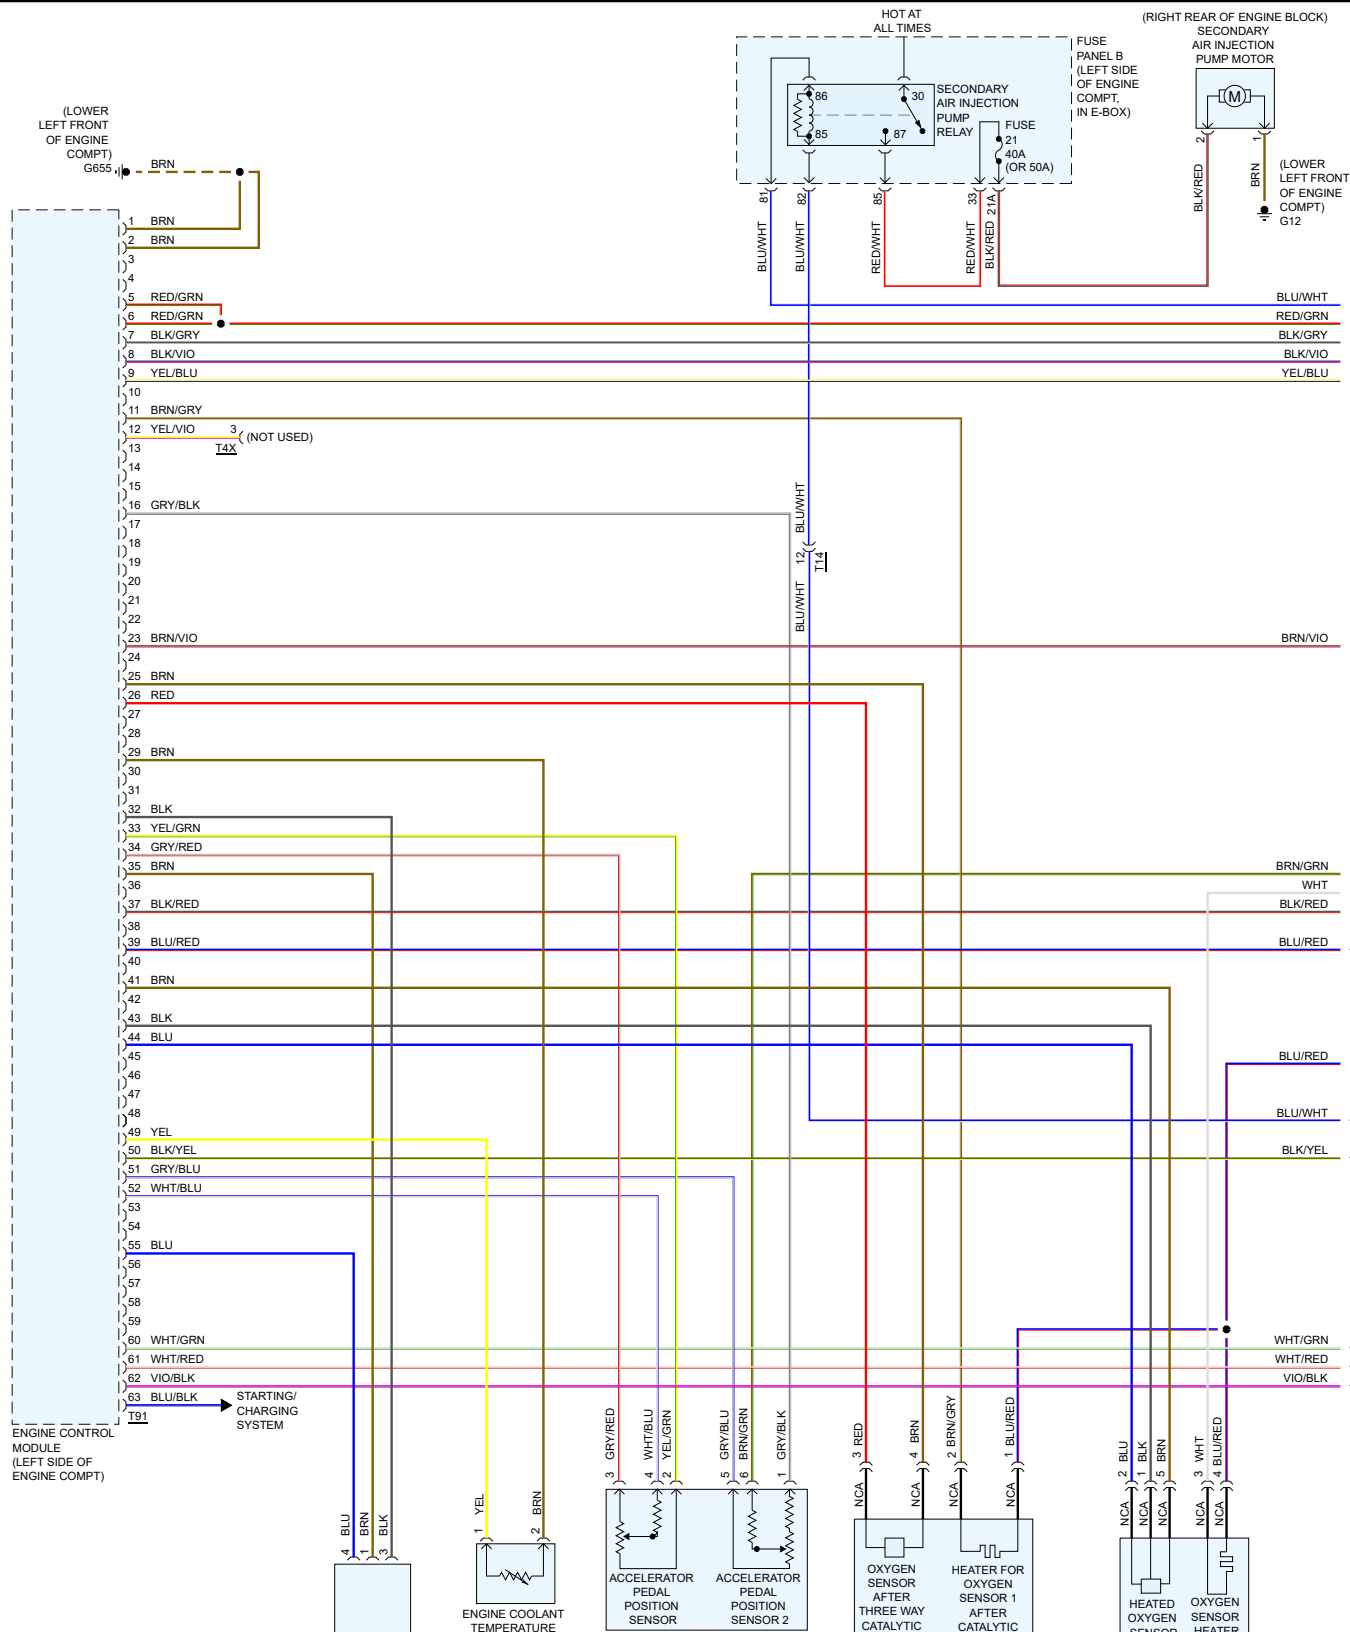 HOT AT
ALL TIMES
(RIGHT REAR OF ENGINE BLOCK)
SECONDARY
AIR INJECTION
PUMP MOTOR
FUSE
PANEL B
(LEFT SIDE
OF ENGINE
COMPT,
IN E-BOX)
86
30
85
87
SECONDARY
AIR INJECTION
PUMP
RELAY
FUSE
21
40A
(OR 50A)
M
2
1
BLK/RED
BRN
(LOWER
LEFT FRONT
OF ENGINE
COMPT)
G12
81
82
85
33
21A
BLU/WHT
BLU/WHT
RED/WHT
RED/WHT
BLK/RED
(LOWER
LEFT FRONT
OF ENGINE
COMPT)
G655
BRN
1 BRN
2 BRN
3
4
5 RED/GRN
BLU/WHT
6 RED/GRN
RED/GRN
7 BLK/GRY
BLK/GRY
8 BLK/VIO
BLK/VIO
9 YEL/BLU
YEL/BLU
10
11 BRN/GRY
12 YEL/VIO 3 (NOT USED)
T4X
13
14
15
16 GRY/BLK
BLU/WHT
17
18
12
T14
19
20
21
BLU/WHT
22
23 BRN/VIO
BRN/VIO
24
25 BRN
26 RED
27
28
29 BRN
30
31
32 BLK
33 YEL/GRN
34 GRY/RED
35 BRN
BRN/GRN
36
WHT
37 BLK/RED
BLK/RED
38
39 BLU/RED
BLU/RED
40
41 BRN
42
43 BLK
44 BLU
45
BLU/RED
46
47
48
BLU/WHT
49 YEL
50 BLK/YEL
BLK/YEL
51 GRY/BLU
52 WHT/BLU
53
54
55 BLU
56
57
58
59
60 WHT/GRN
WHT/GRN
61 WHT/RED
WHT/RED
62 VIO/BLK
VIO/BLK
63 BLU/BLK
T91
STARTING/
CHARGING
SYSTEM
ENGINE CONTROL
MODULE
(LEFT SIDE OF
ENGINE COMPT)
4 BLU
1 BRN
3 BLK
1 YEL
2 BRN
ENGINE COOLANT
TEMPERATURE
3 GRY/RED
4 WHT/BLU
2 YEL/GRN
ACCELERATOR
PEDAL
POSITION
SENSOR
5 GRY/BLU
6 BRN/GRN
1 GRY/BLK
ACCELERATOR
PEDAL
POSITION
SENSOR 2
3 RED
4 BRN
2 BRN/GRY
1 BLU/RED
NCA
NCA
NCA
NCA
OXYGEN
SENSOR
AFTER
THREE WAY
CATALYTIC
HEATER FOR
OXYGEN
SENSOR 1
AFTER
CATALYTIC
2 BLU
1 BLK
5 BRN
3 WHT
4 BLU/RED
NCA
NCA
NCA
NCA
NCA
HEATED
OXYGEN
SENSOR
OXYGEN
SENSOR
HEATER